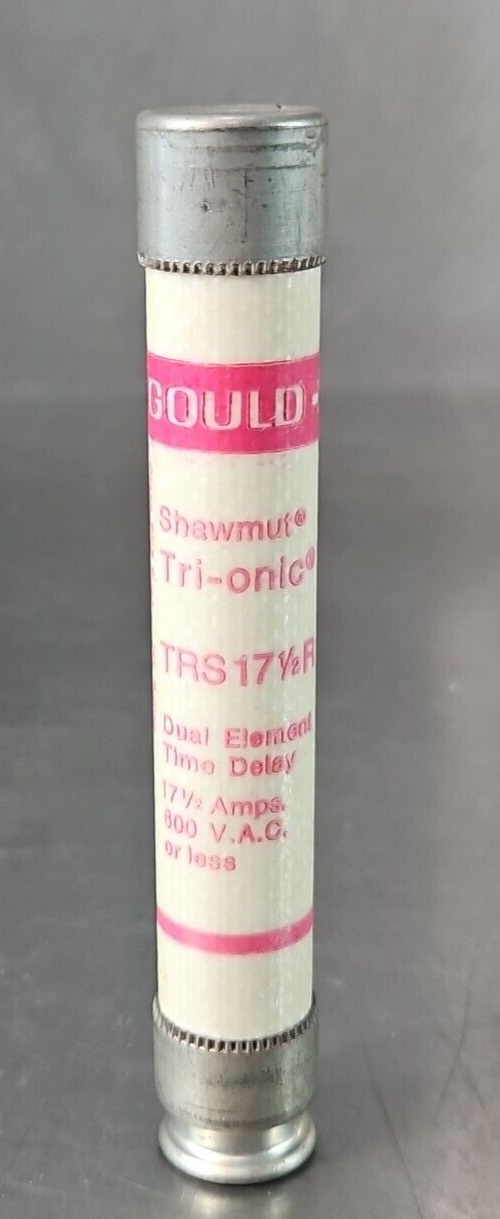 GOULD
Shawmut®
Tri-onic®
TRS17½R
Dual Element
Time Delay
17½ Amps.
600 V.A.C.
or less